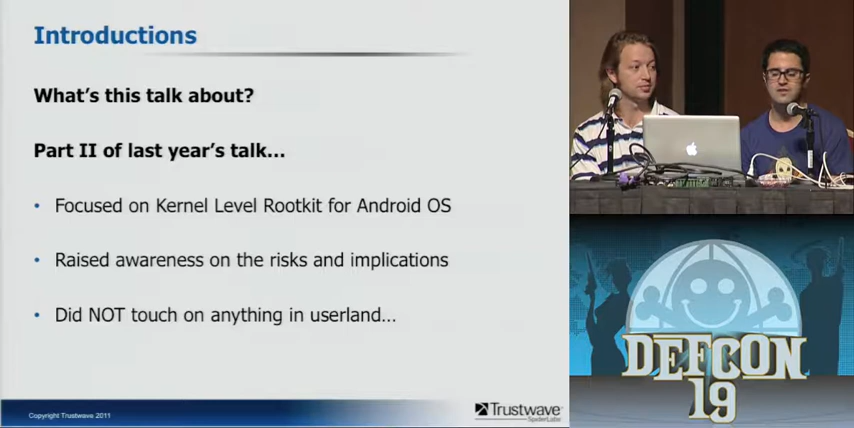 Introductions
What's this talk about?
Part II of last year's talk...
• Focused on Kernel Level Rootkit for Android OS
• Raised awareness on the risks and implications
• Did NOT touch on anything in userland...
Copyright Trustwave 2011
Trustwave
SpiderLabs
DEFCON
19